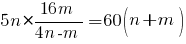 5n × 16m / 4n - m = 60(n + m)